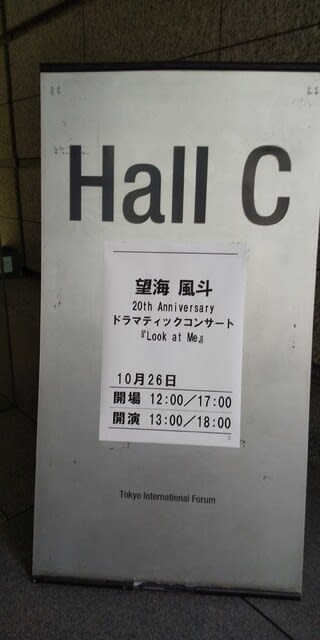 Hall C
望海 風斗
20th Anniversary
ドラマティックコンサート
『Look at Me』
10月26日
開場 12:00／17:00
開演 13:00／18:00
Tokyo International Forum